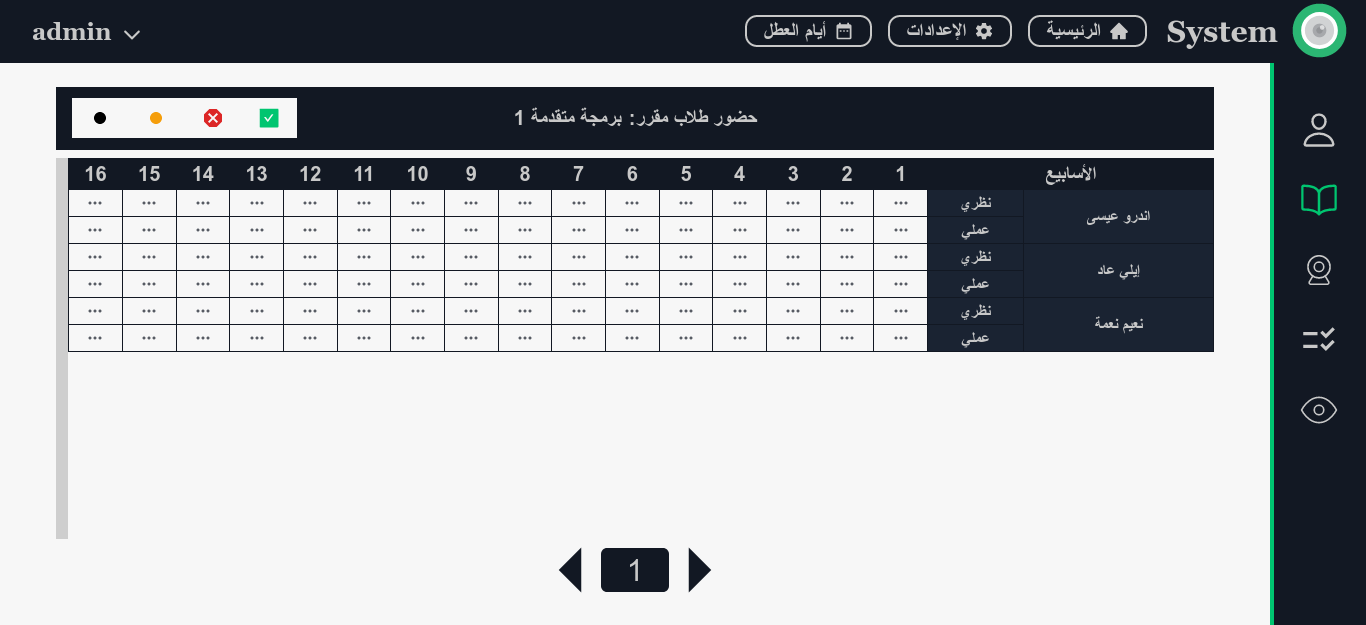 System الرئيسية الإعدادات أيام العطل admin
حضور طلاب مقرر: برمجة متقدمة 1
الأسابيع 1 2 3 4 5 6 7 8 9 10 11 12 13 14 15 16
اندرو عيسى
نظري ... ... ... ... ... ... ... ... ... ... ... ... ... ... ... ...
عملي ... ... ... ... ... ... ... ... ... ... ... ... ... ... ... ...
إيلي عاد
نظري ... ... ... ... ... ... ... ... ... ... ... ... ... ... ... ...
عملي ... ... ... ... ... ... ... ... ... ... ... ... ... ... ... ...
نعيم نعمة
نظري ... ... ... ... ... ... ... ... ... ... ... ... ... ... ... ...
عملي ... ... ... ... ... ... ... ... ... ... ... ... ... ... ... ...
1